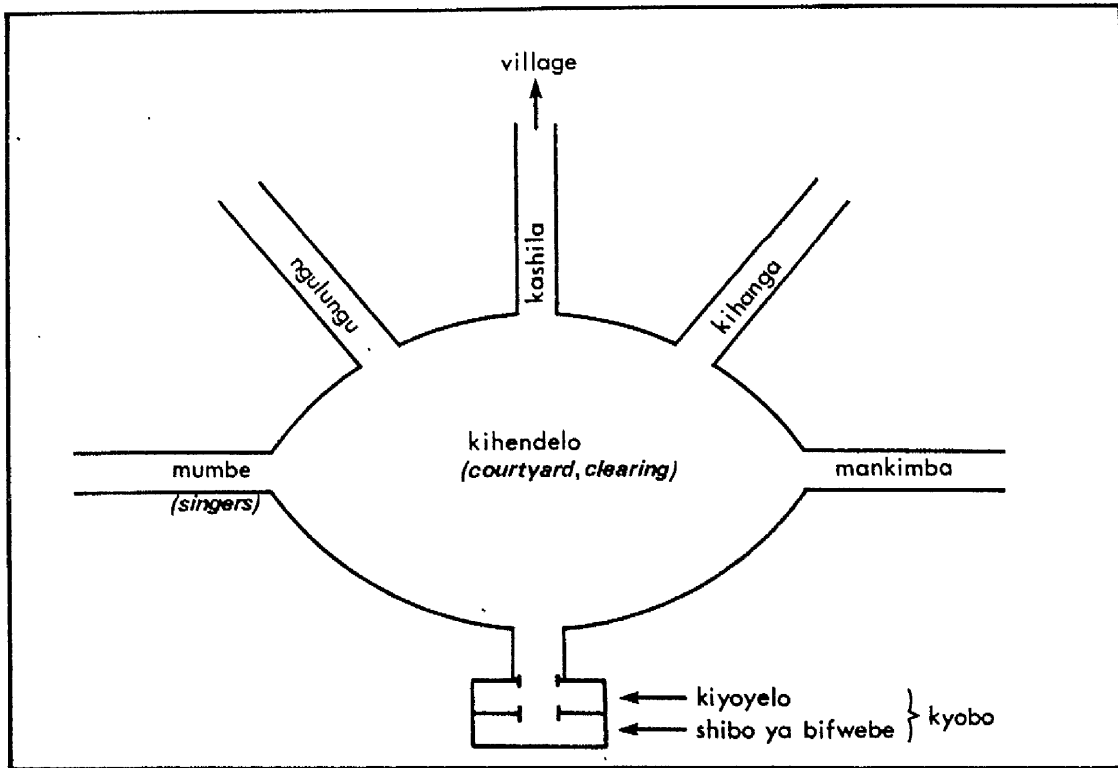 village
ngulungu
kashila
kihanga
kihendelo
(courtyard, clearing)
mumbe
(singers)
mankimba
kiyoyelo
shibo ya bifwebe
kyobo